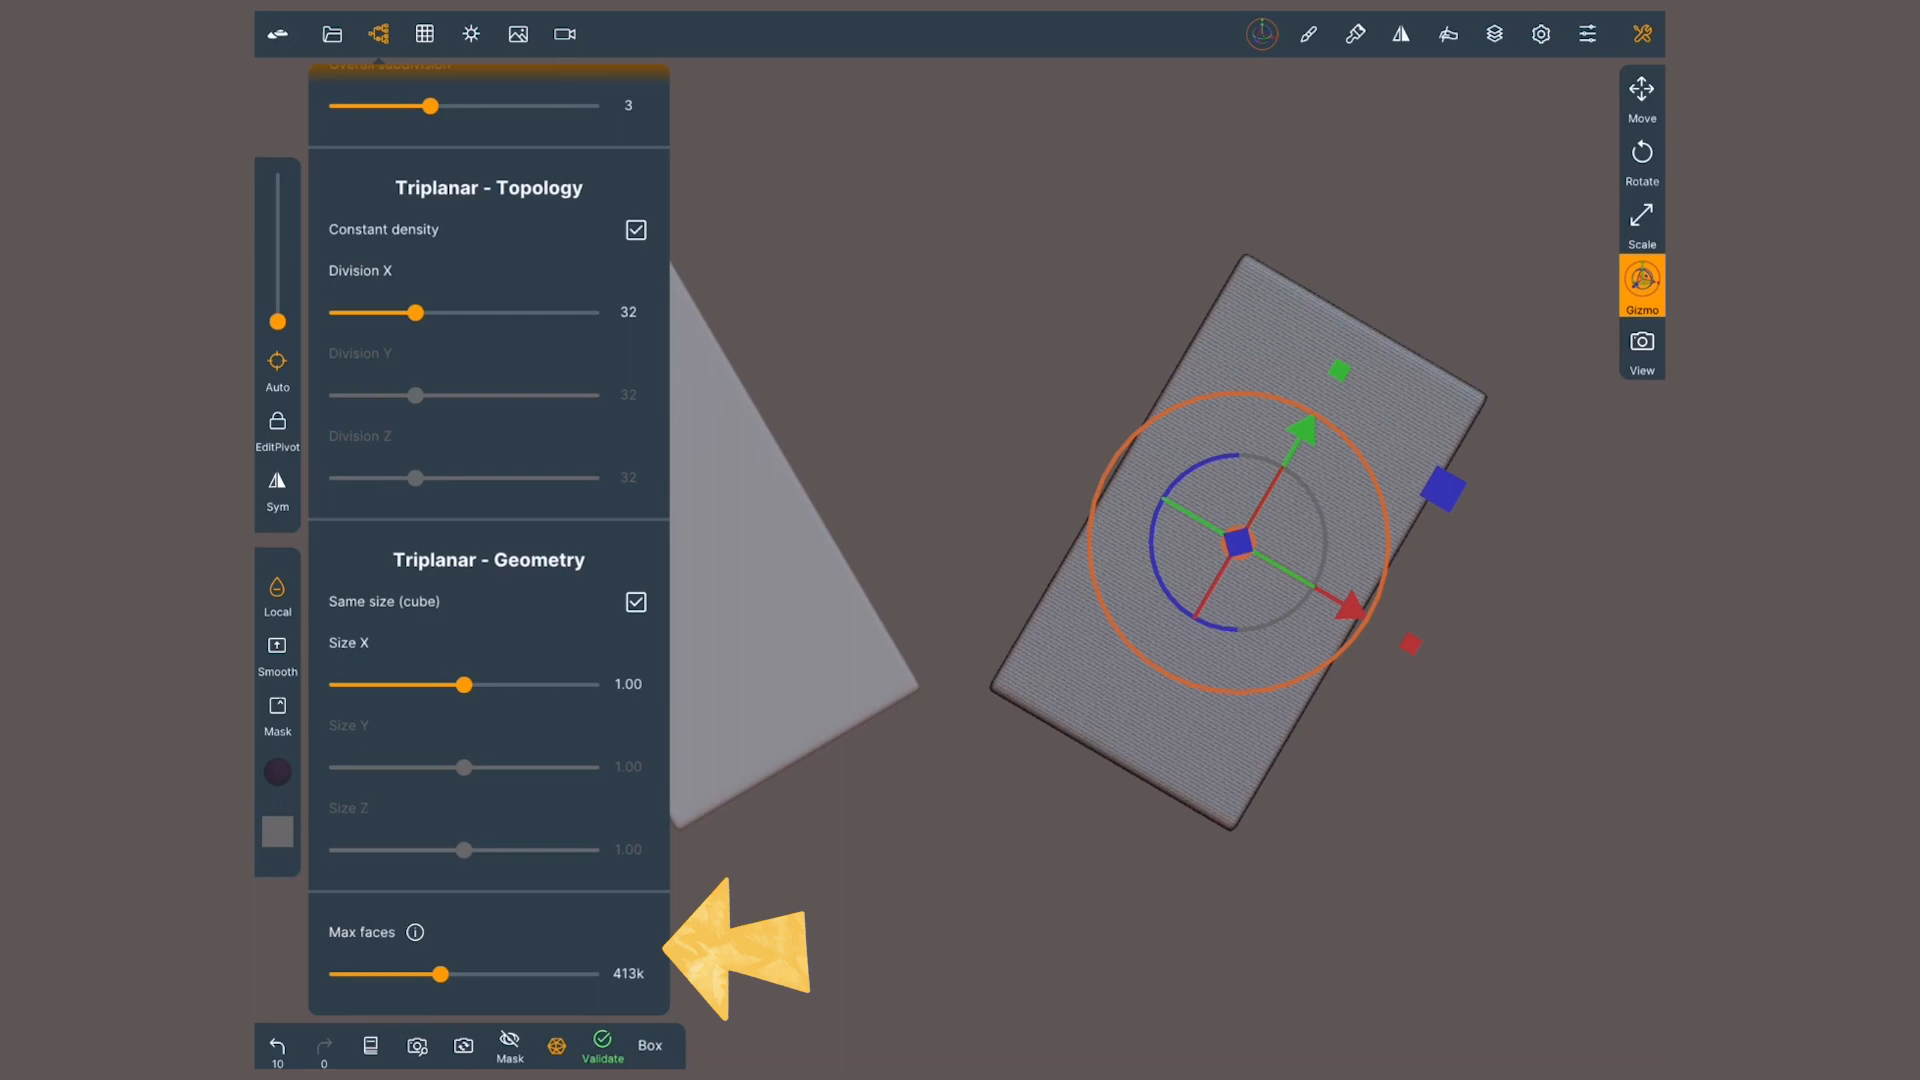 Overall subdivision
3
Triplanar - Topology
Constant density
Division X
32
Division Y
32
Division Z
32
Triplanar - Geometry
Same size (cube)
Size X
1.00
Size Y
1.00
Size Z
1.00
Max faces
413k
Auto
EditPivot
Sym
Local
Smooth
Mask
Move
Rotate
Scale
Gizmo
View
10
0
Mask
Validate
Box